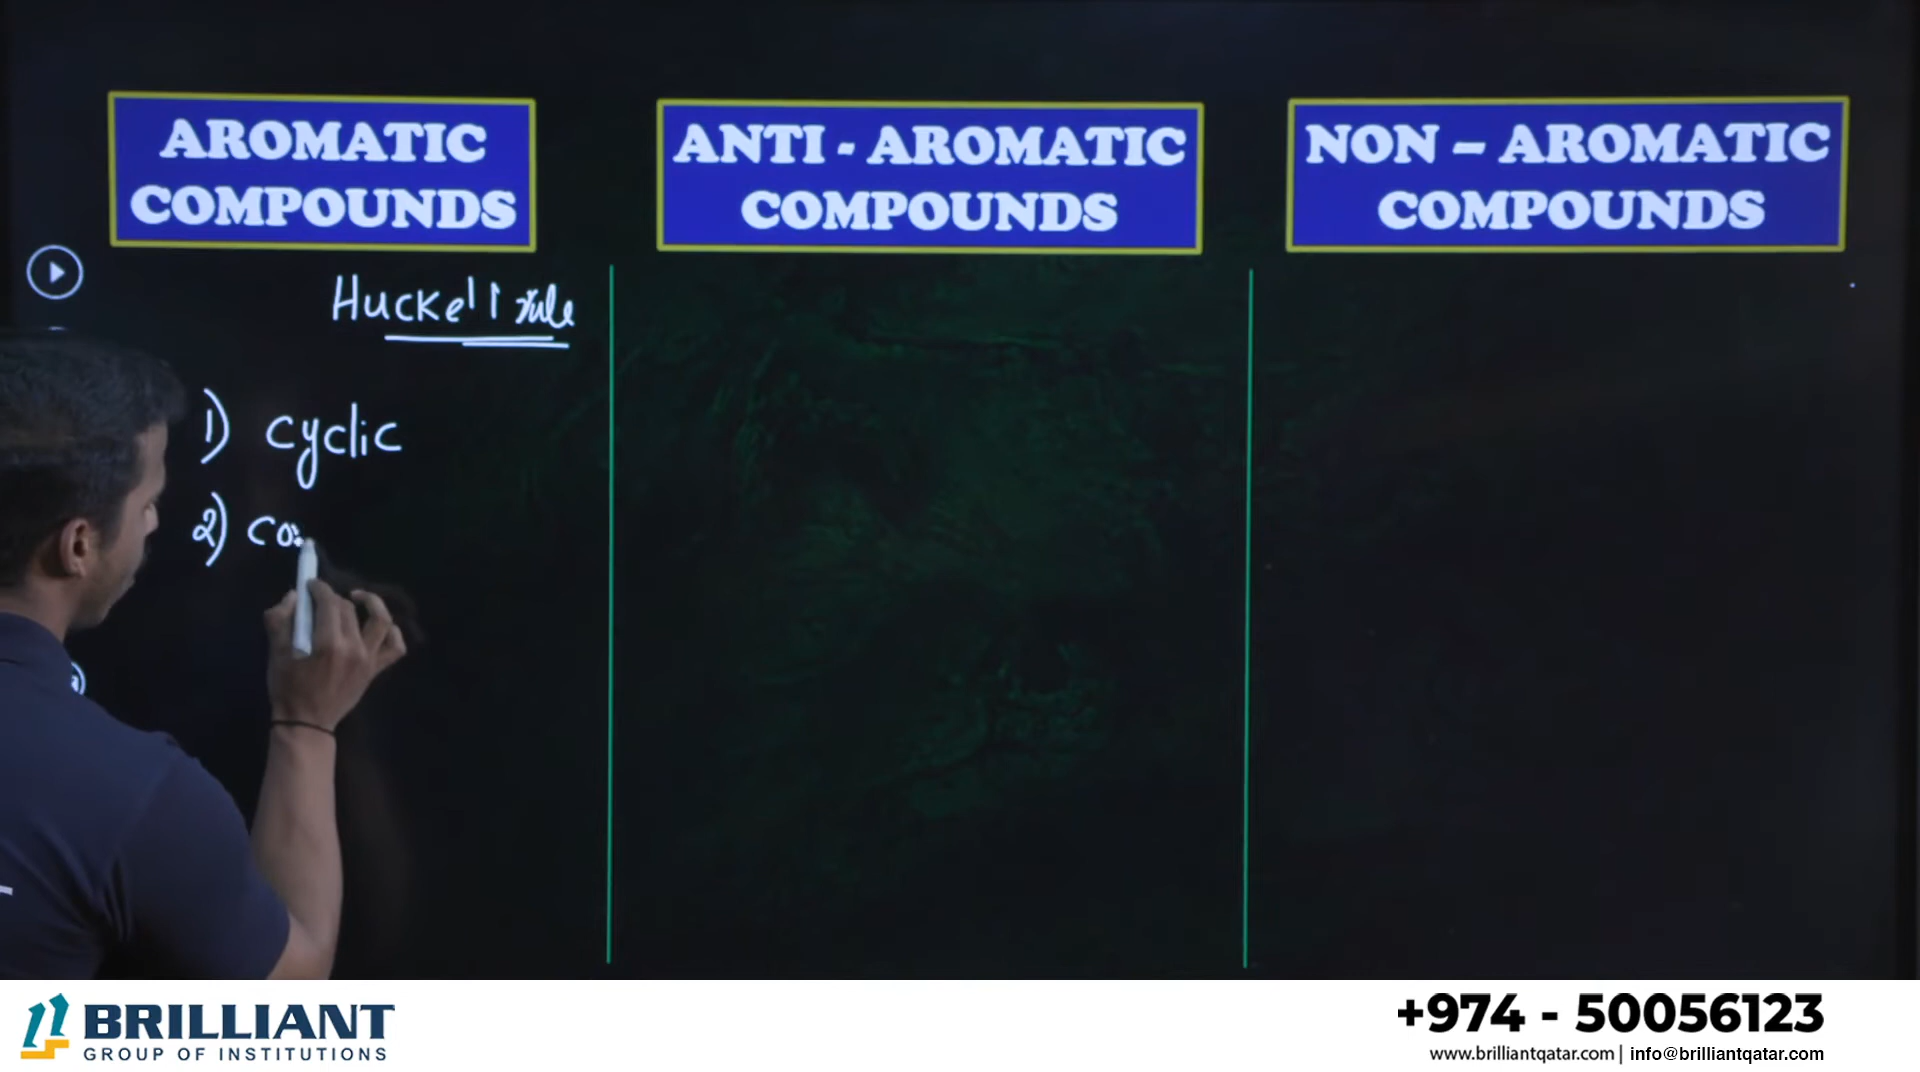 AROMATIC
COMPOUNDS
ANTI - AROMATIC
COMPOUNDS
NON – AROMATIC
COMPOUNDS
Huckell rule
1) cyclic
2) co
BRILLIANT
GROUP OF INSTITUTIONS
+974 - 50056123
www.brilliantqatar.com | info@brilliantqatar.com